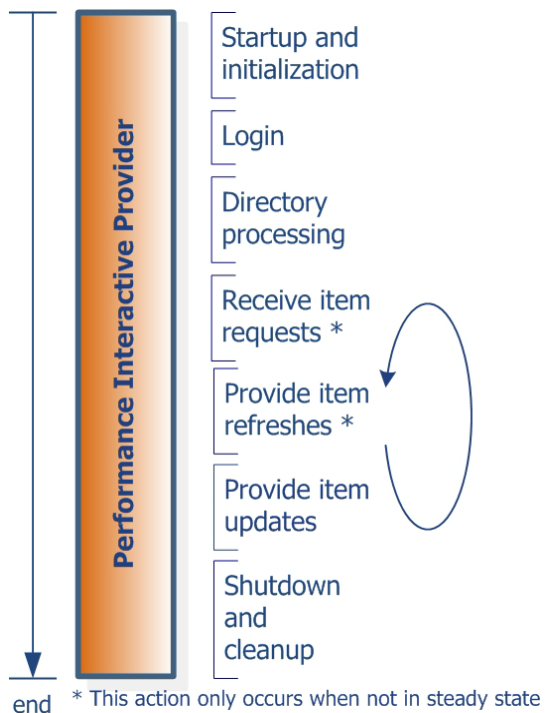 Performance Interactive Provider
Startup and
initialization
Login
Directory
processing
Receive item
requests *
Provide item
refreshes *
Provide item
updates
Shutdown
and
cleanup
end
* This action only occurs when not in steady state